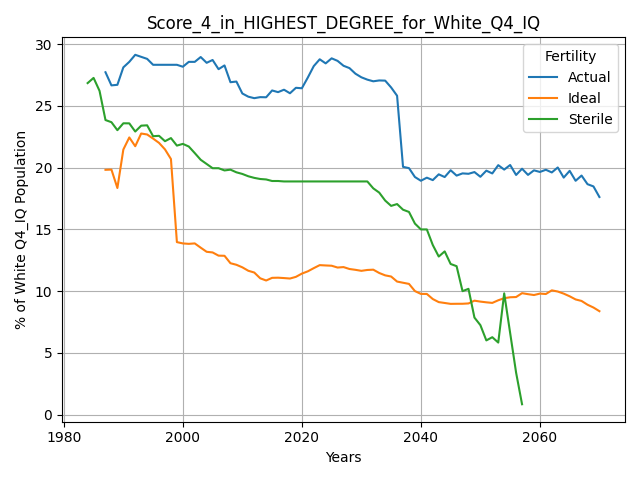 Score_4_in_HIGHEST_DEGREE_for_White_Q4_IQ
% of White Q4_IQ Population
30
25
20
15
10
5
0
Fertility
Actual
Ideal
Sterile
1980
2000
2020
2040
2060
Years